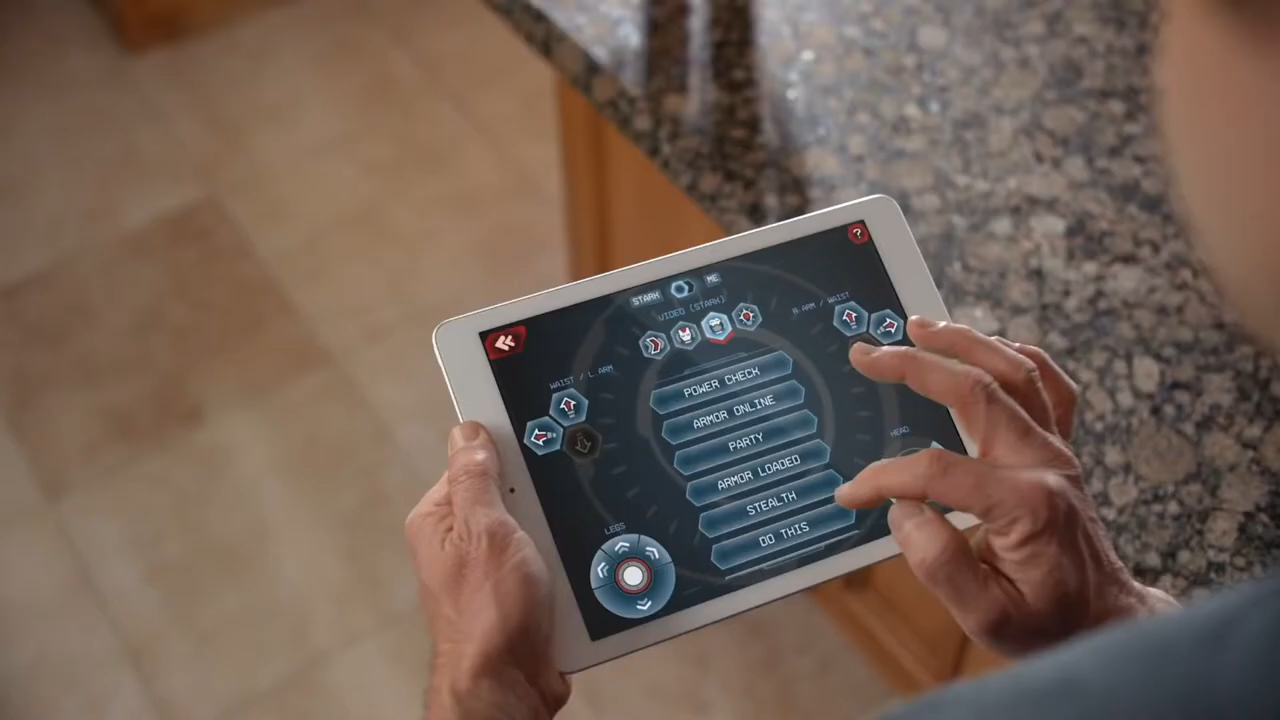 ?
STARK ME
VIDEO (STARK)
R ARM / WAIST
WAIST / L ARM
POWER CHECK
ARMOR ONLINE
PARTY
ARMOR LOADED
HEAD
STEALTH
LEGS
DO THIS